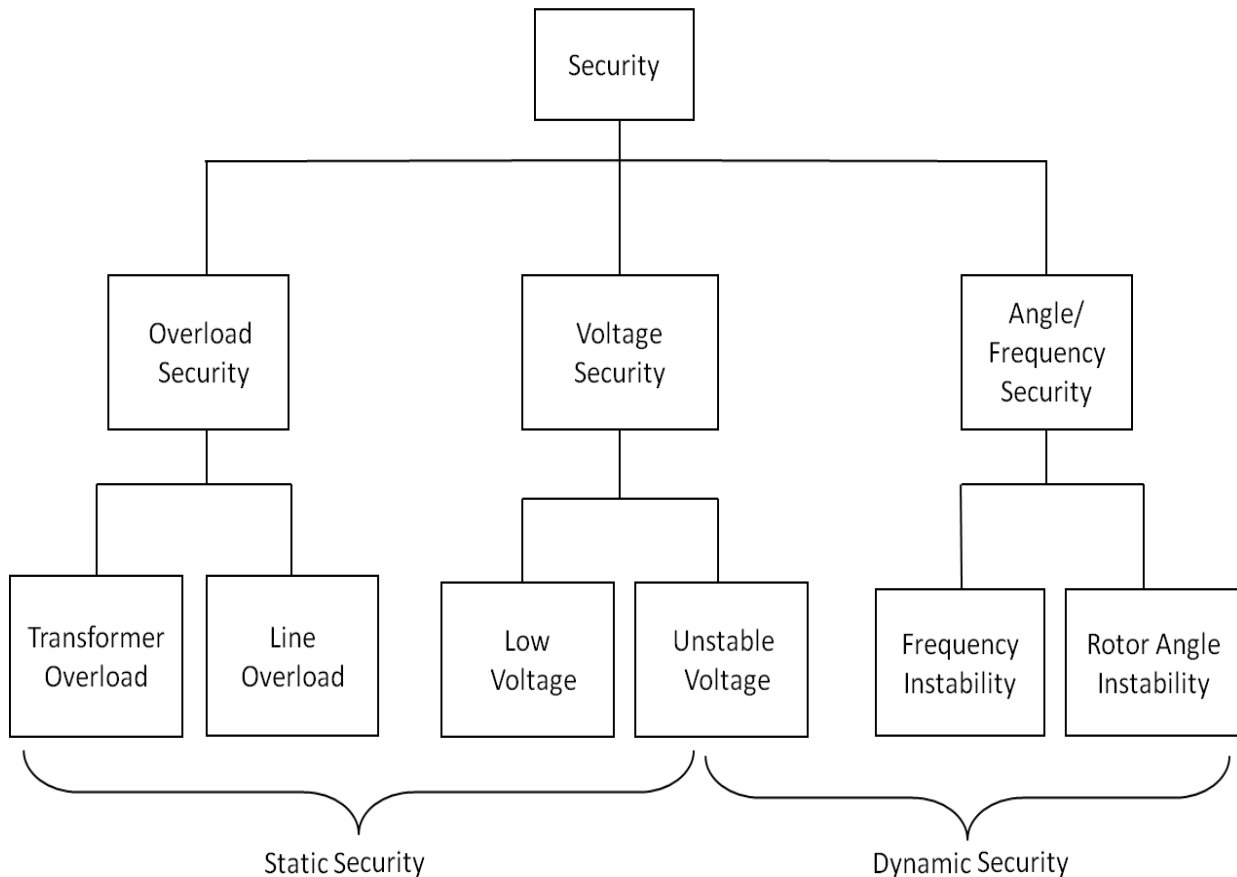 Security
Overload
Security
Voltage
Security
Angle/
Frequency
Security
Transformer
Overload
Line
Overload
Low
Voltage
Unstable
Voltage
Frequency
Instability
Rotor Angle
Instability
Static Security
Dynamic Security